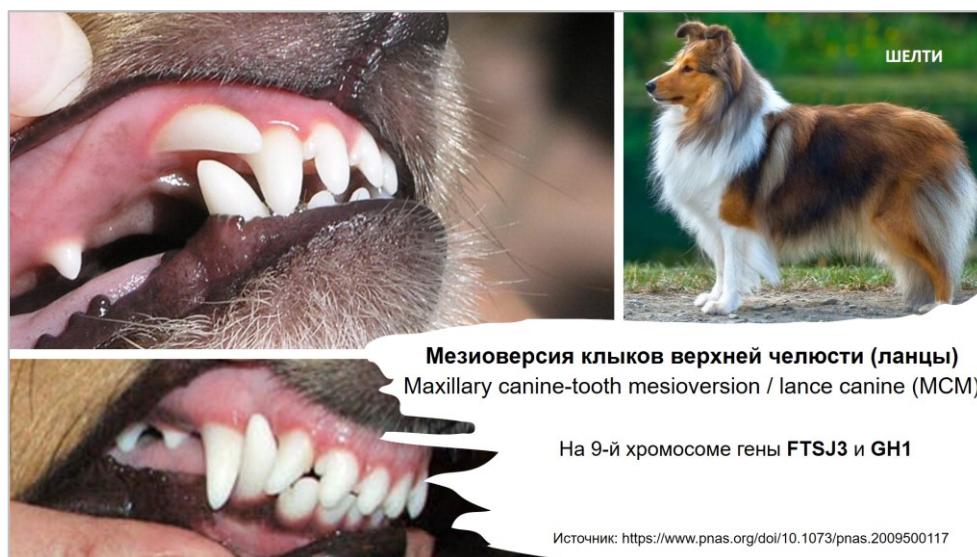 ШЕЛТИ
Мезиоверсия клыков верхней челюсти (ланцы)
Maxillary canine-tooth mesioversion / lance canine (MCM)
На 9-й хромосоме гены FTSJ3 и GH1
Источник: https://www.pnas.org/doi/10.1073/pnas.2009500117